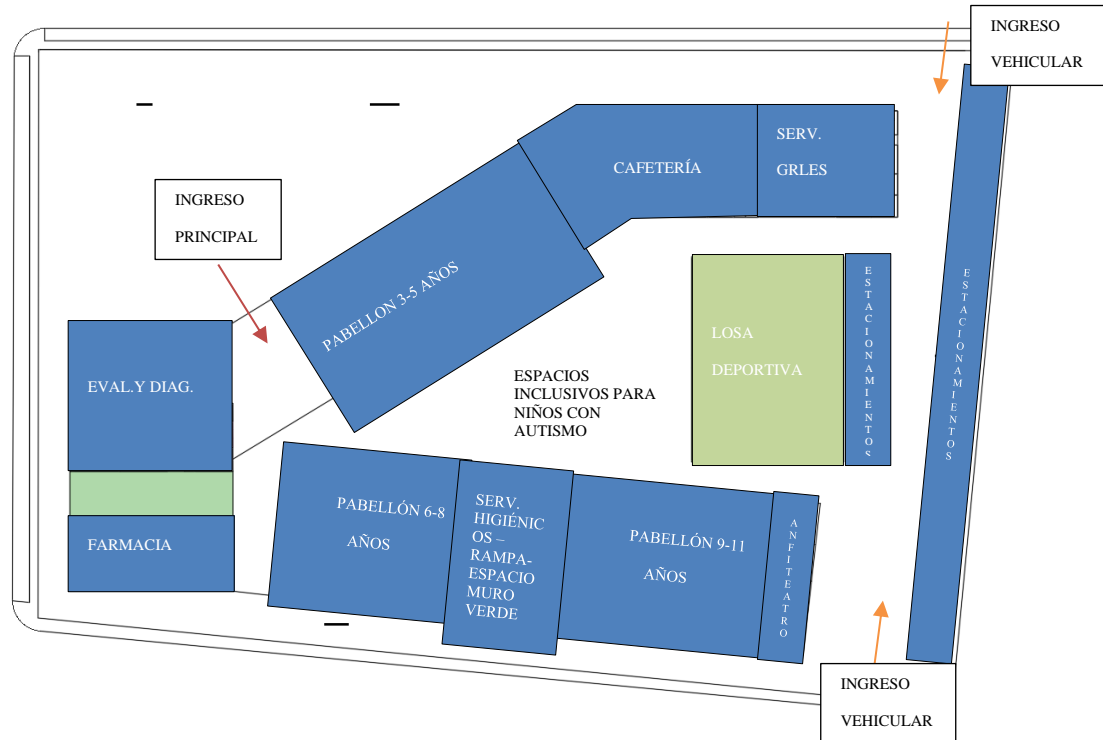 INGRESO
VEHICULAR
SERV.
GRLES
CAFETERÍA
INGRESO
PRINCIPAL
PABELLON 3-5 AÑOS
ESTACIONAMIENTOS
ESTACIONAMIENTOS
LOSA
DEPORTIVA
EVAL.Y DIAG.
ESPACIOS
INCLUSIVOS PARA
NIÑOS CON
AUTISMO
FARMACIA
PABELLÓN 6-8
AÑOS
SERV.
HIGIÉNIC
OS –
RAMPA-
ESPACIO
MURO
VERDE
PABELLÓN 9-11
AÑOS
ANFITEATRO
INGRESO
VEHICULAR